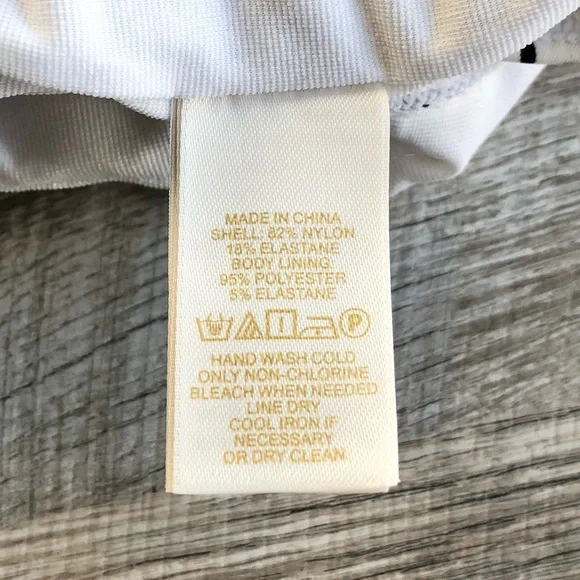 MADE IN CHINA
SHELL: 82% NYLON
18% ELASTANE
BODY LINING:
95% POLYESTER
5% ELASTANE
P
HAND WASH COLD
ONLY NON-CHLORINE
BLEACH WHEN NEEDED
LINE DRY
COOL IRON IF
NECESSARY
OR DRY CLEAN